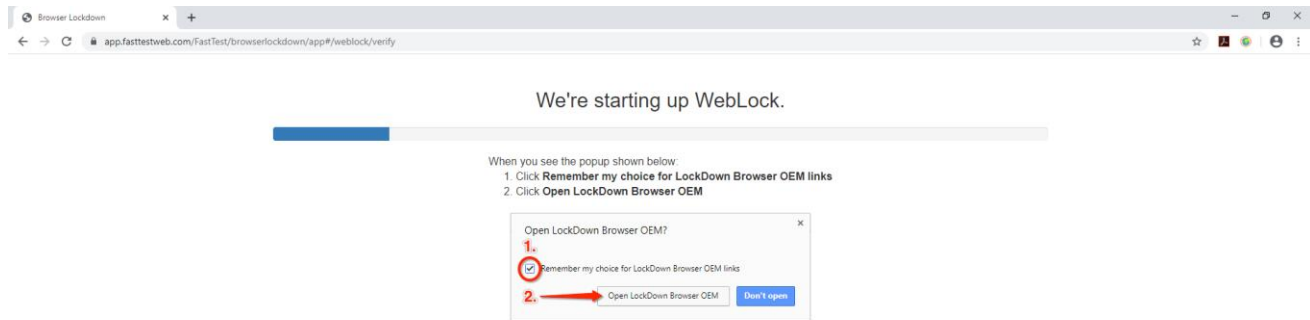 Browser Lockdown
app.fasttestweb.com/FastTest/browserlockdown/app#/weblock/verify
We're starting up WebLock.
When you see the popup shown below:
1. Click Remember my choice for LockDown Browser OEM links
2. Click Open LockDown Browser OEM
Open LockDown Browser OEM?
1.
Remember my choice for LockDown Browser OEM links
2. Open LockDown Browser OEM Don't open